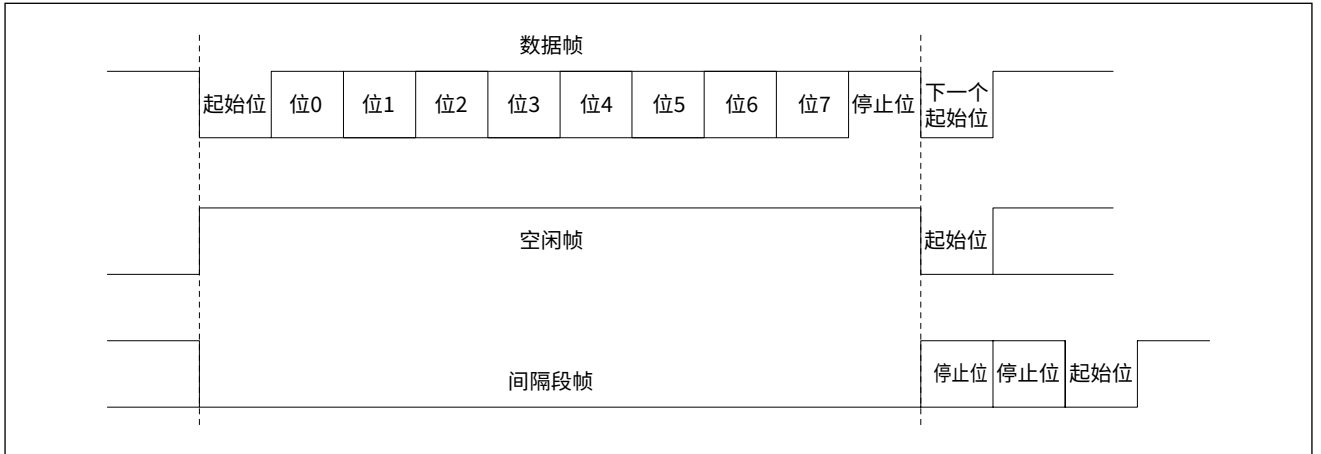 数据帧
起始位 位0 位1 位2 位3 位4 位5 位6 位7 停止位 下一个
起始位
空闲帧 起始位
间隔段帧 停止位 停止位 起始位